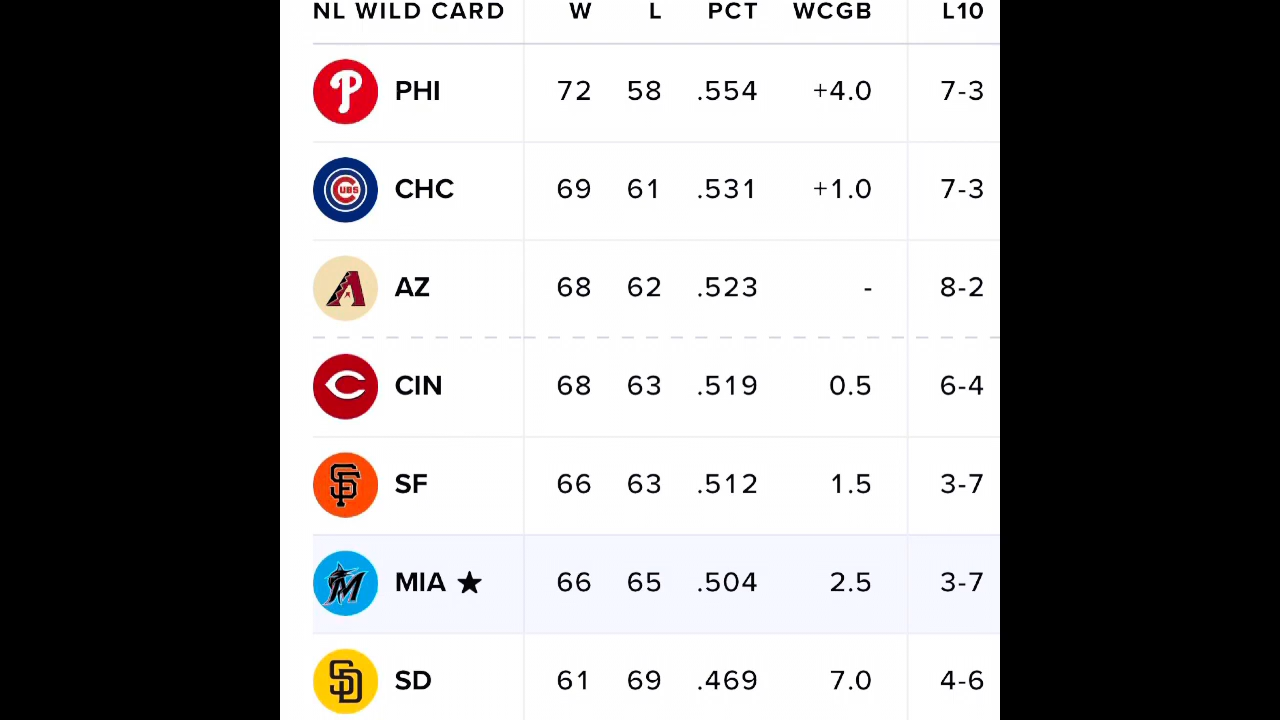 NL WILD CARD W L PCT WCGB L10
PHI 72 58 .554 +4.0 7-3
CUBS CHC 69 61 .531 +1.0 7-3
AZ 68 62 .523 - 8-2
CIN 68 63 .519 0.5 6-4
SF SF 66 63 .512 1.5 3-7
MIA ★ 66 65 .504 2.5 3-7
SD SD 61 69 .469 7.0 4-6